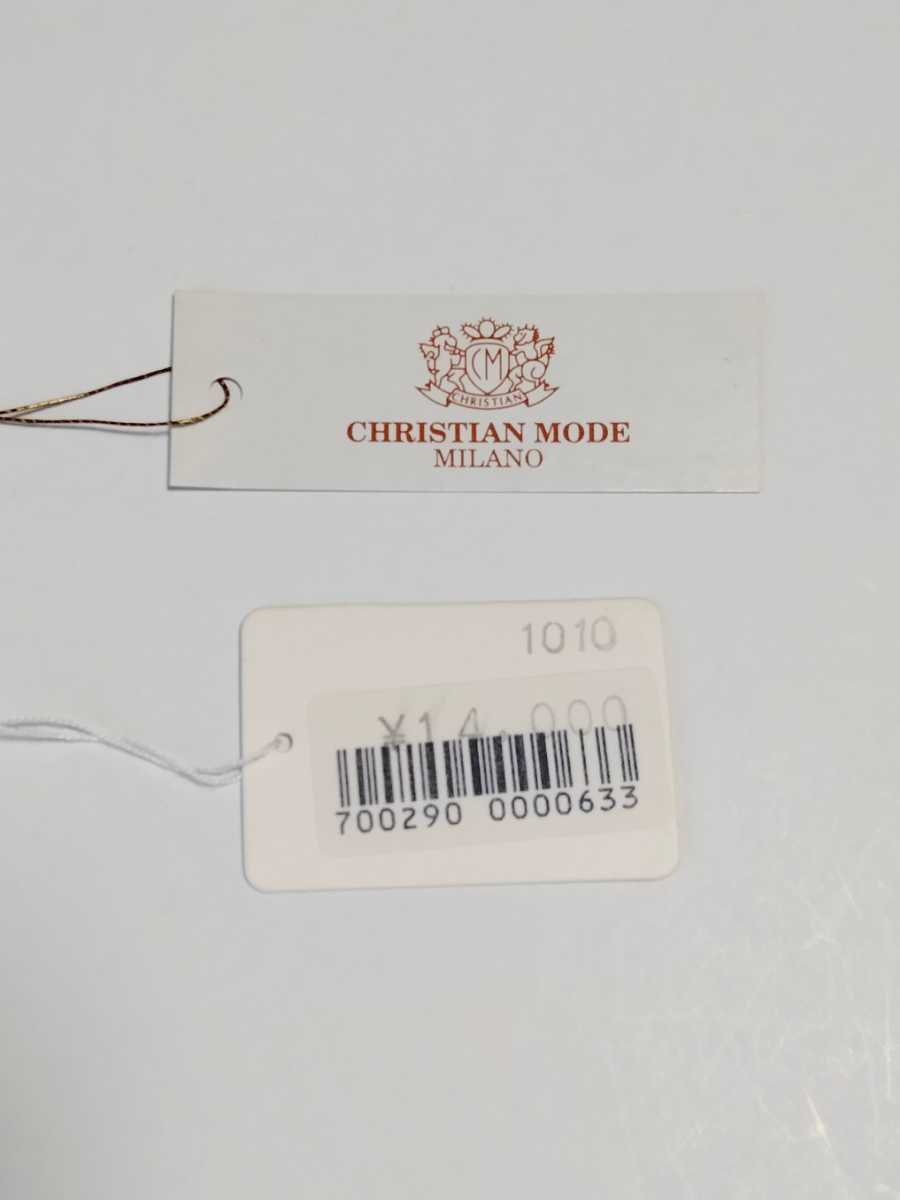 CM
CHRISTIAN
CHRISTIAN MODE
MILANO
1010
¥14,000
700290 0000633